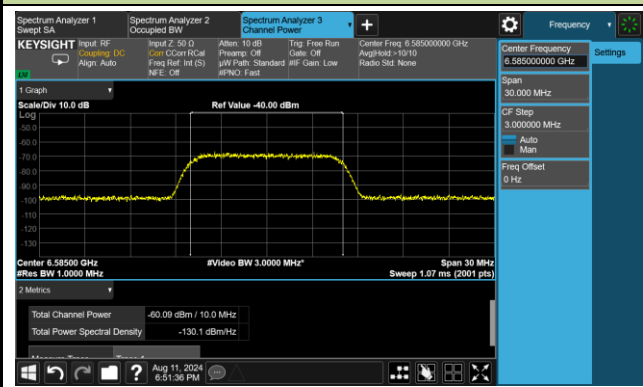 Spectrum Analyzer 1
Swept SA
Spectrum Analyzer 2
Occupied BW
Spectrum Analyzer 3
Channel Power
Frequency
KEYSIGHT
Input: RF
Coupling: DC
Align: Auto
Input Z: 50 Ω
Corr CCorr RCal
Freq Ref: Int (S)
NFE: Off
Atten: 10 dB
Preamp: Off
µW Path: Standard
#PNO: Fast
Trig: Free Run
Gate: Off
#IF Gain: Low
Center Freq: 6.585000000 GHz
Avg|Hold:>10/10
Radio Std: None
Center Frequency
6.585000000 GHz
Settings
Span
30.000 MHz
CF Step
3.000000 MHz
Auto
Man
Freq Offset
0 Hz
1 Graph
Scale/Div 10.0 dB
Ref Value -40.00 dBm
Log
-50.0
-60.0
-70.0
-80.0
-90.0
-100
-110
-120
-130
Center 6.58500 GHz
#Video BW 3.0000 MHz*
Span 30 MHz
#Res BW 1.0000 MHz
Sweep 1.07 ms (2001 pts)
2 Metrics
Total Channel Power -60.09 dBm / 10.0 MHz
Total Power Spectral Density -130.1 dBm/Hz
Aug 11, 2024
6:51:36 PM